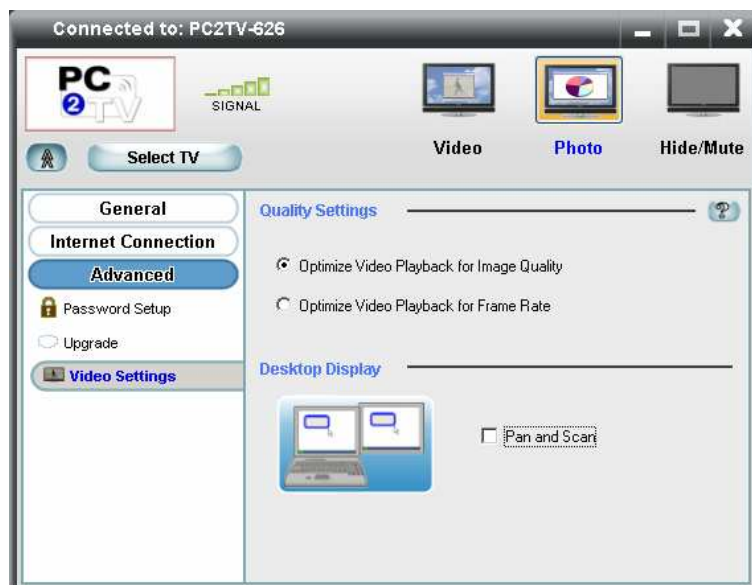 Connected to: PC2TV-626
PC
2
TV
SIGNAL
Select TV
Video
Photo
Hide/Mute
General
Internet Connection
Advanced
Password Setup
Upgrade
Video Settings
Quality Settings
?
Optimize Video Playback for Image Quality
Optimize Video Playback for Frame Rate
Desktop Display
Pan and Scan